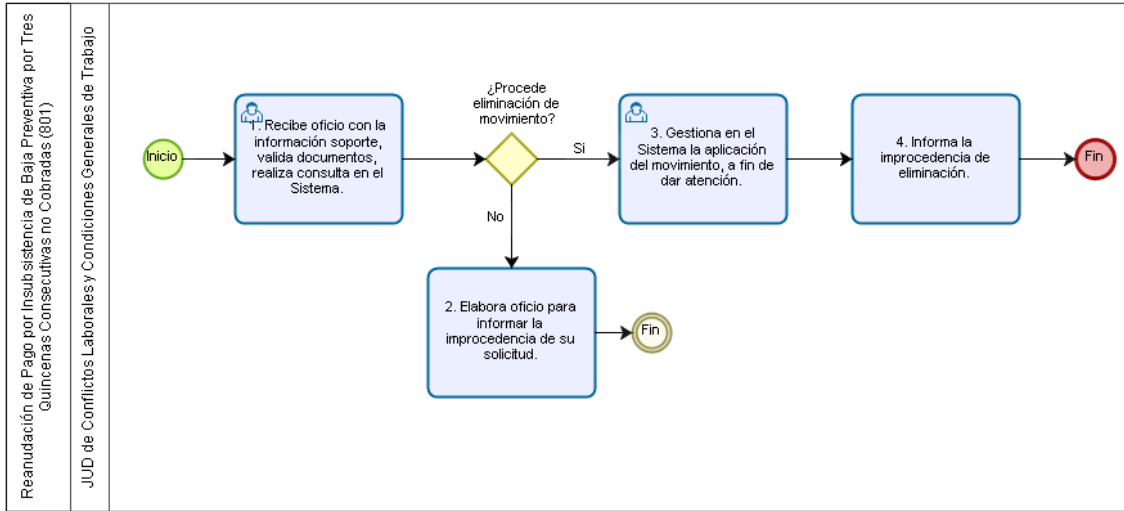 Reanudación de Pago por Insubsistencia de Baja Preventiva por Tres
Quincenas Consecutivas no Cobradas (801)
JUD de Conflictos Laborales y Condiciones Generales de Trabajo
Inicio
1. Recibe oficio con la
información soporte,
valida documentos,
realiza consulta en el
Sistema.
¿Procede
eliminación de
movimiento?
Si
No
3. Gestiona en el
Sistema la aplicación
del movimiento, a fin de
dar atención.
4. Informa la
improcedencia de
eliminación.
Fin
2. Elabora oficio para
informar la
improcedencia de su
solicitud.
Fin